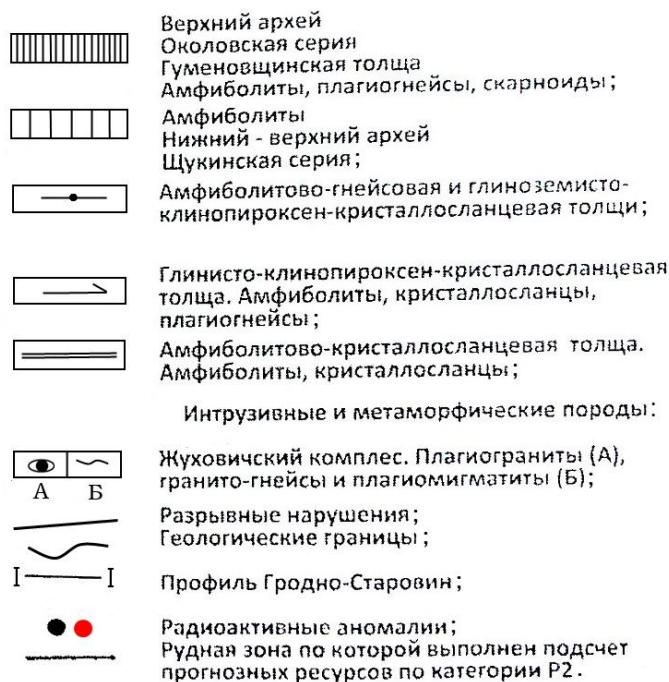 Верхний архей
Околовская серия
Гуменовщинская толща
Амфиболиты, плагиогнейсы, скарноиды;
Амфиболиты
Нижний - верхний архей
Щукинская серия;
Амфиболитово-гнейсовая и глиноземисто-
клинопироксен-кристаллосланцевая толщи;
Глинисто-клинопироксен-кристаллосланцевая
толща. Амфиболиты, кристаллосланцы,
плагиогнейсы;
Амфиболитово-кристаллосланцевая толща.
Амфиболиты, кристаллосланцы;
Интрузивные и метаморфические породы:
Жуховичский комплес. Плагиограниты (А),
гранито-гнейсы и плагиомигматиты (Б);
А Б
Разрывные нарушения;
Геологические границы;
I I
Профиль Гродно-Старовин;
Радиоактивные аномалии;
Рудная зона по которой выполнен подсчет
прогнозных ресурсов по категории Р2.